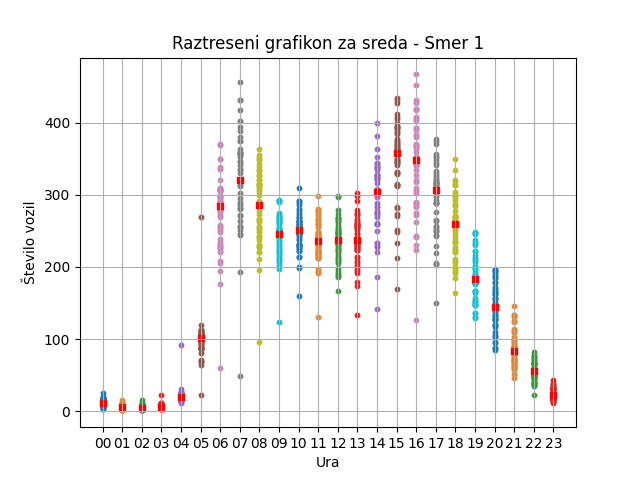 Raztreseni grafikon za sreda - Smer 1
Število vozil
400
300
200
100
0
00 01 02 03 04 05 06 07 08 09 10 11 12 13 14 15 16 17 18 19 20 21 22 23
Ura